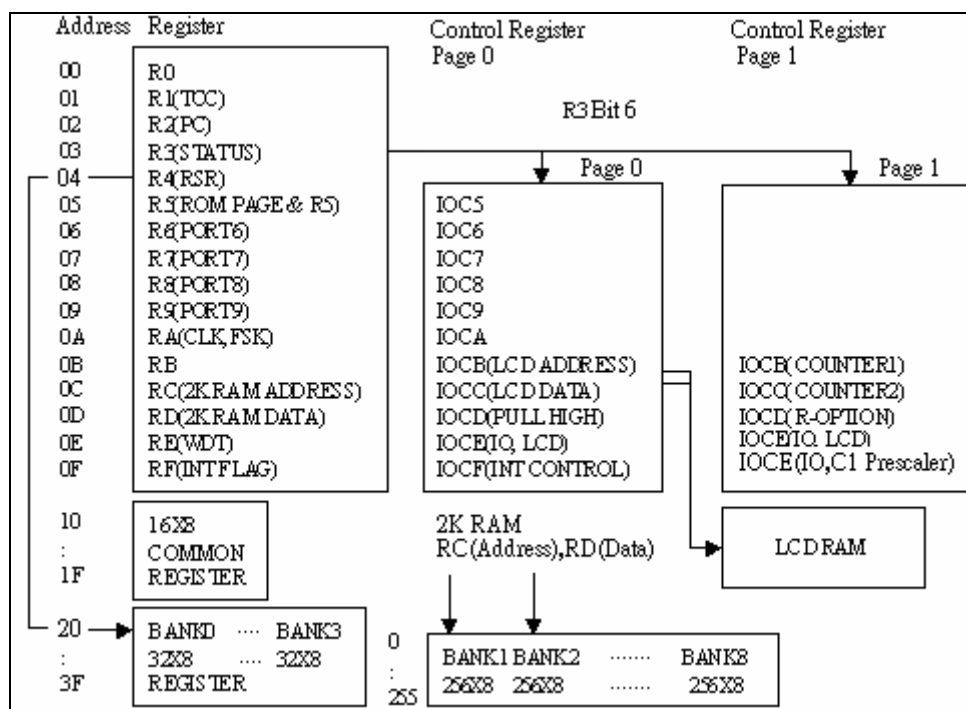 Address Register Control Register Control Register
Page 0 Page 1
00 R0
01 R1(TCC)
02 R2(PC) R3 Bit 6
03 R3(STATUS)
04 R4(RSR) Page 0 Page 1
05 R5(ROM PAGE & R5) IOC5
06 R6(PORT6) IOC6
07 R7(PORT7) IOC7
08 R8(PORT8) IOC8
09 R9(PORT9) IOC9
0A RA(CLK,FSK) IOCA
0B RB IOCB(LCD ADDRESS) IOCB(COUNTER1)
0C RC(2K RAM ADDRESS) IOCC(LCD DATA) IOCC(COUNTER2)
0D RD(2K RAM DATA) IOCD(PULL HIGH) IOCD(R-OPTION)
0E RE(WDT) IOCE(IO, LCD) IOCE(IO, LCD)
0F RF(INT FLAG) IOCF(INT CONTROL) IOCE(IO,C1 Prescaler)
10 16X8 2K RAM
: COMMON RC(Address),RD(Data) LCD RAM
1F REGISTER
20 BANK0 .... BANK3 0
: 32X8 .... 32X8 : BANK1 BANK2 ....... BANK8
3F REGISTER 255 256X8 256X8 ....... 256X8